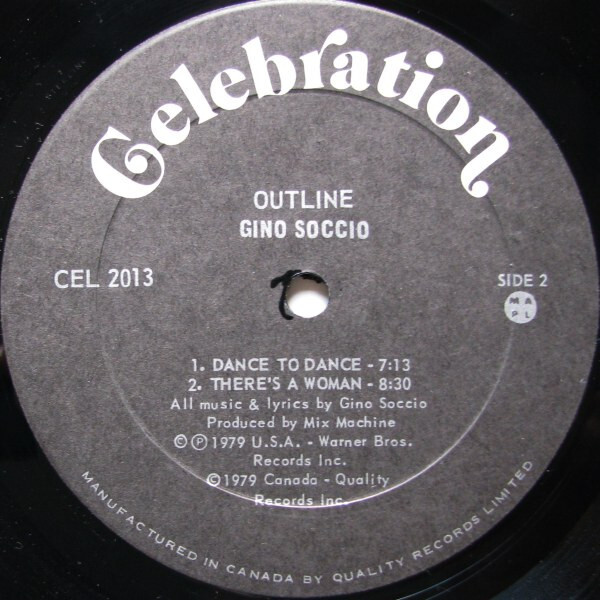 Celebration
OUTLINE
GINO SOCCIO
CEL 2013
SIDE 2
M A
P L
1. DANCE TO DANCE - 7:13
2. THERE'S A WOMAN - 8:30
All music & lyrics by Gino Soccio
Produced by Mix Machine
©℗1979 U.S.A. - Warner Bros.
Records Inc.
©1979 Canada - Quality
Records Inc.
MANUFACTURED IN CANADA BY QUALITY RECORDS LIMITED